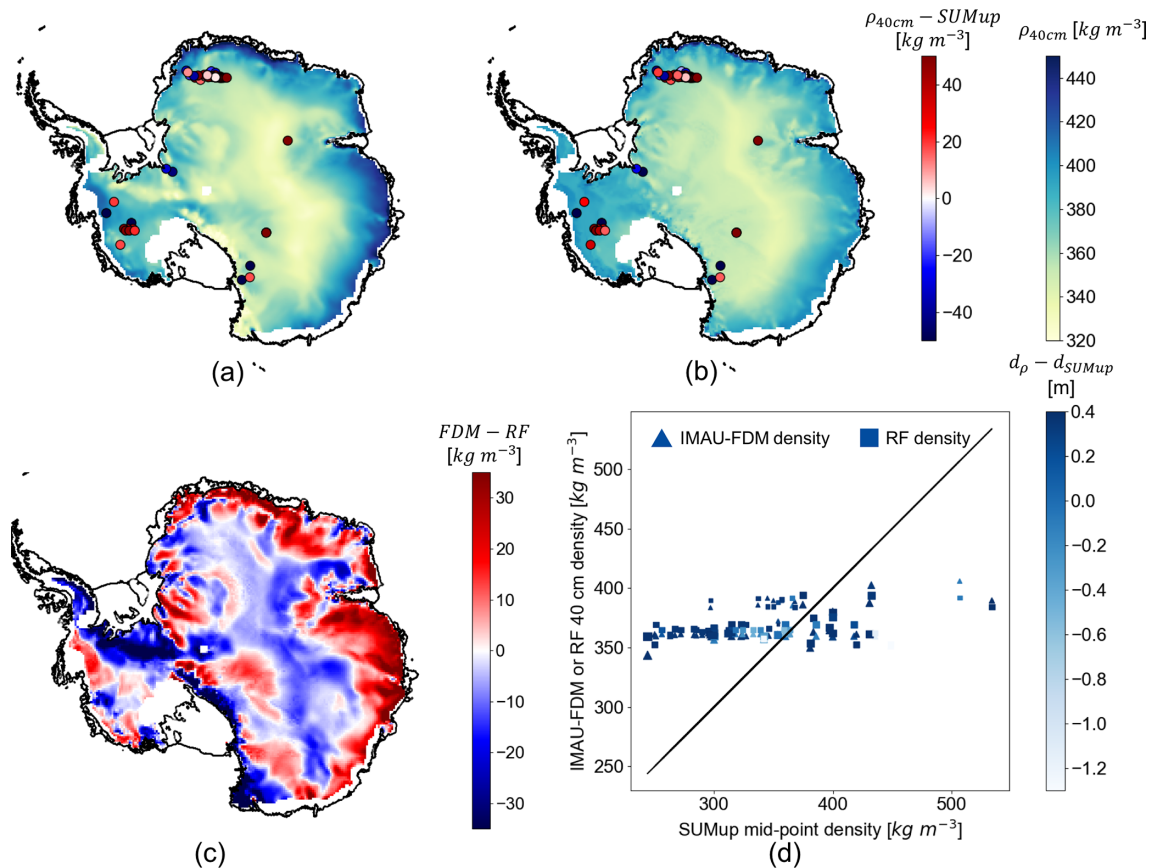 ρ40cm − SUMup
[kg m−3]
40
20
0
−20
−40
ρ40cm [kg m−3]
440
420
400
380
360
340
320
(a)
(b)
FDM − RF
[kg m−3]
30
20
10
0
−10
−20
−30
(c)
IMAU-FDM or RF 40 cm density [kg m−3]
500
450
400
350
300
250
IMAU-FDM density
RF density
300
400
500
SUMup mid-point density [kg m−3]
(d)
dρ − dSUMup
[m]
0.4
0.2
0.0
−0.2
−0.4
−0.6
−0.8
−1.0
−1.2